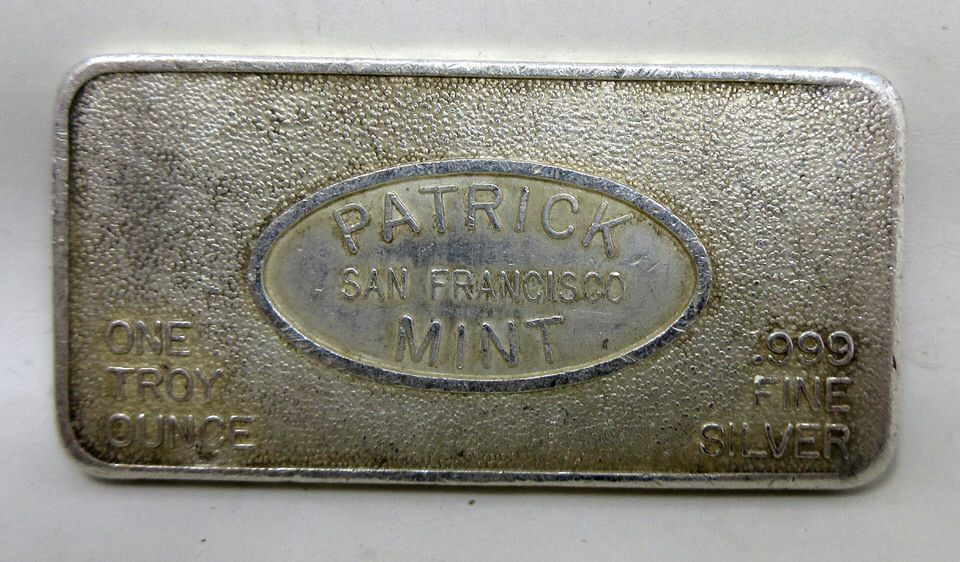 PATRICK
SAN FRANCISCO
MINT
ONE
TROY
OUNCE
.999
FINE
SILVER